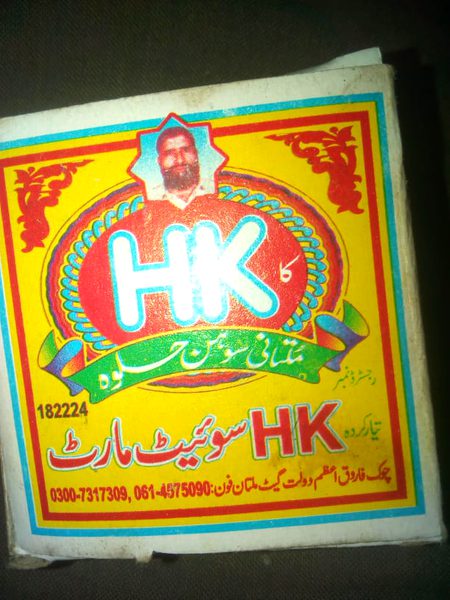 HK کا
ملتانی سوہن حلوہ
رجسٹرڈ نمبر
182224
تیار کردہ HK سوئیٹ مارٹ
چوک فاروق اعظم دولت گیٹ ملتان فون: 061-4575090, 0300-7317309